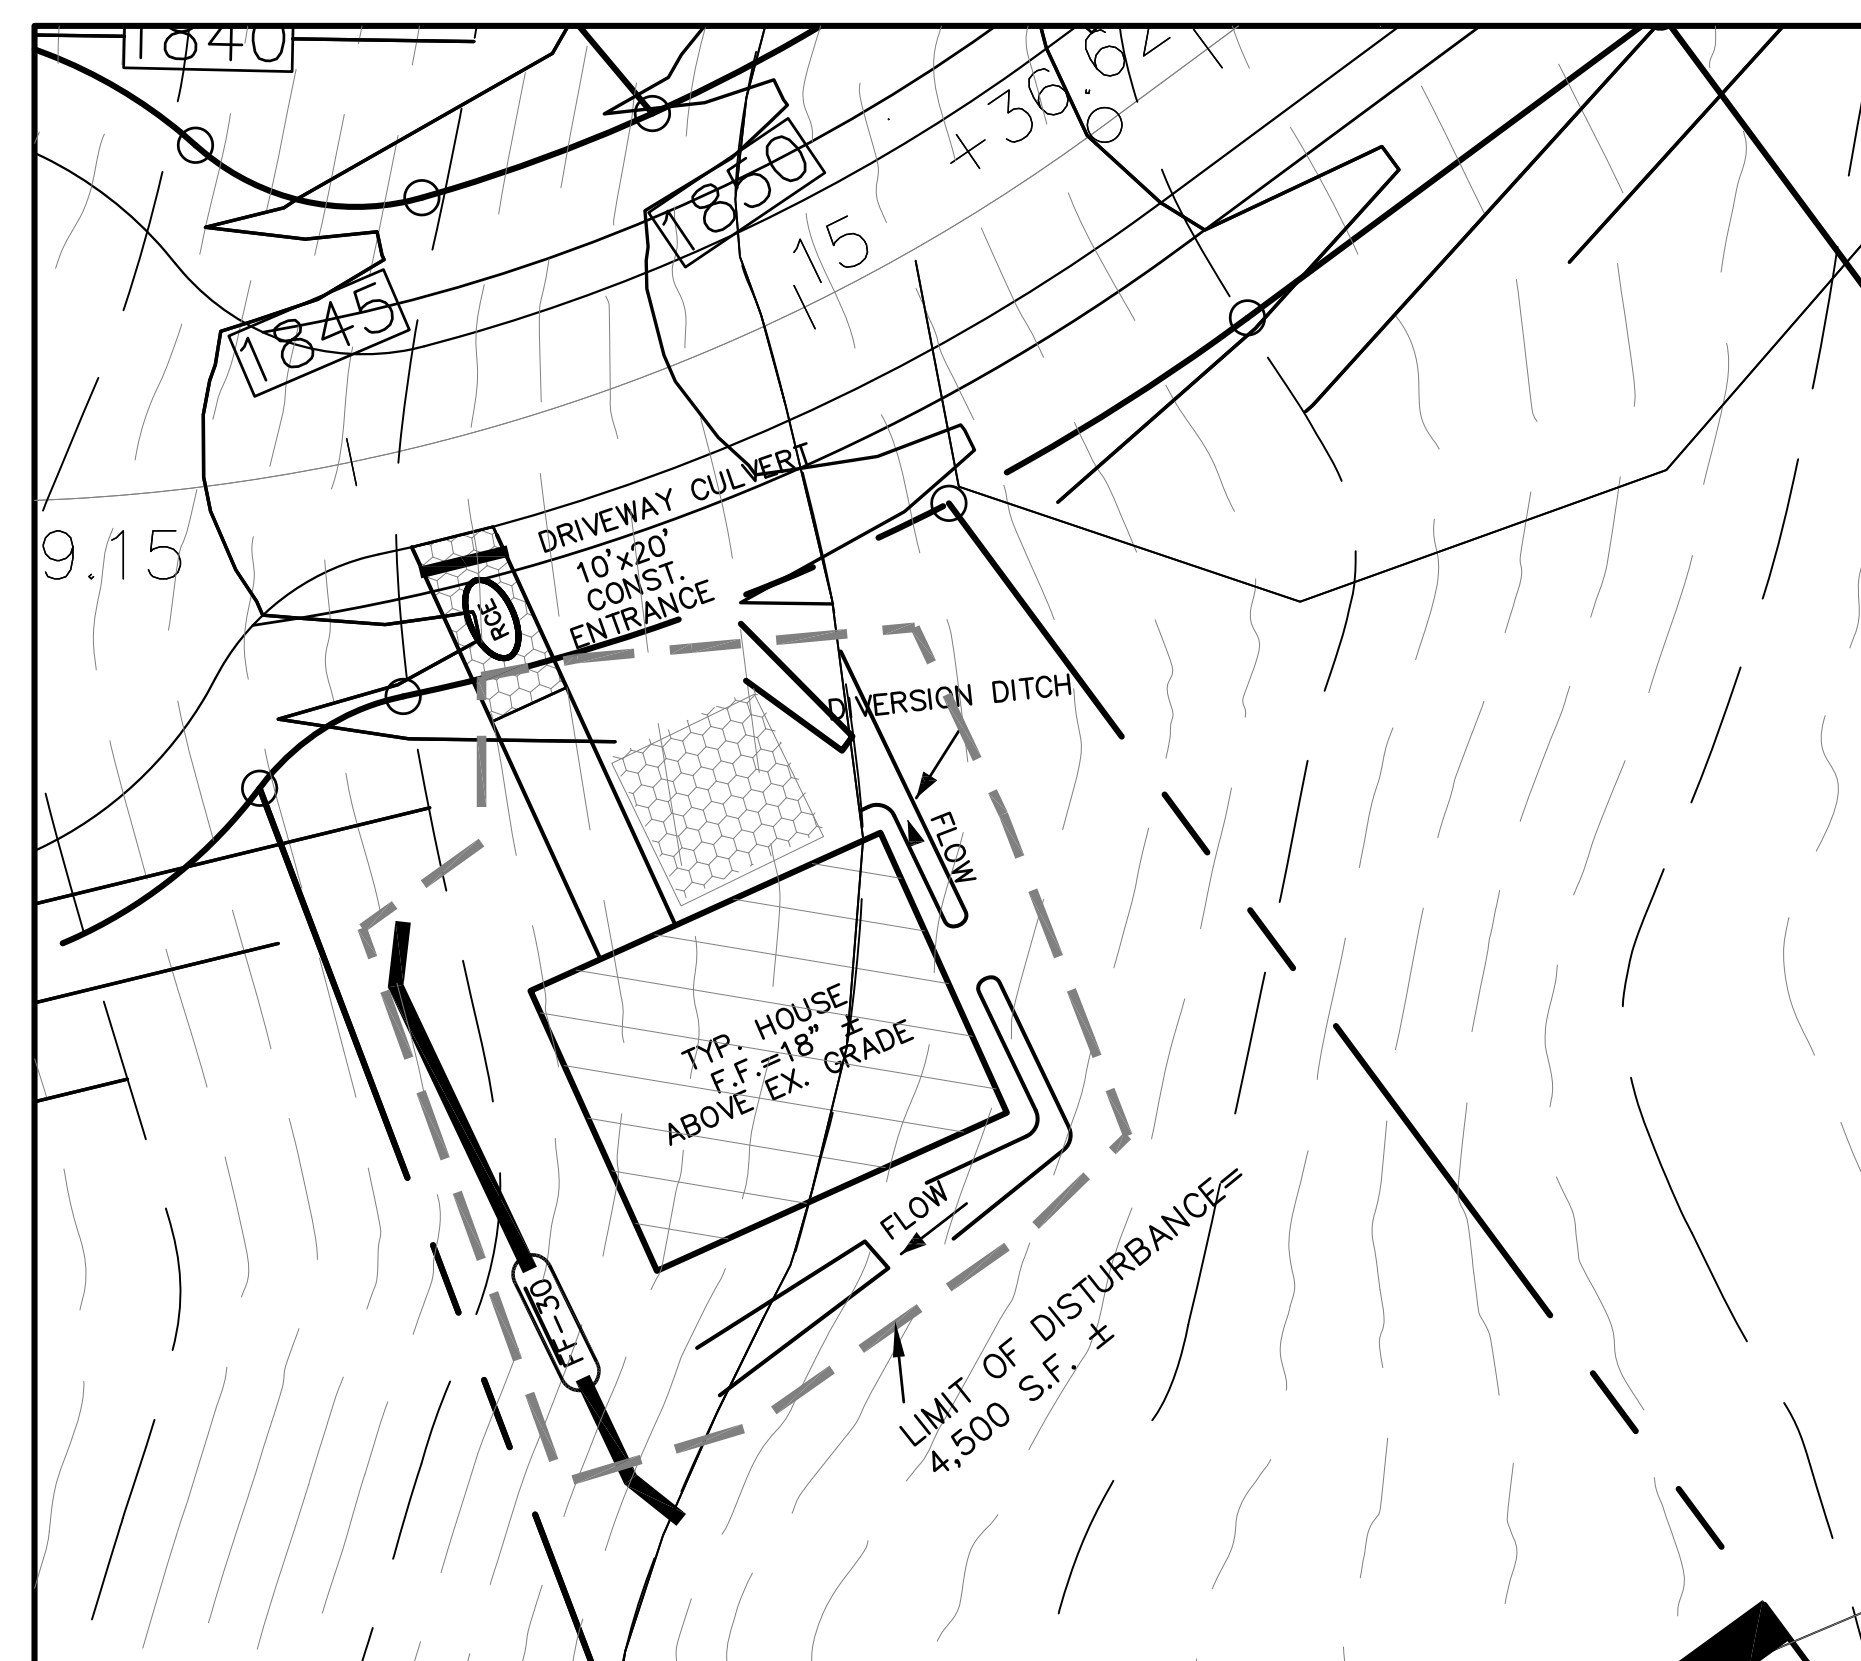 1840
+36.62
1850
15
1845
9.15
DRIVEWAY CULVERT
10'x20'
CONST.
ENTRANCE
RCE
DIVERSION DITCH
FLOW
TYP. HOUSE
F.F.=18" ±
ABOVE EX. GRADE
FLOW
FF-30
LIMIT OF DISTURBANCE=
4,500 S.F. ±